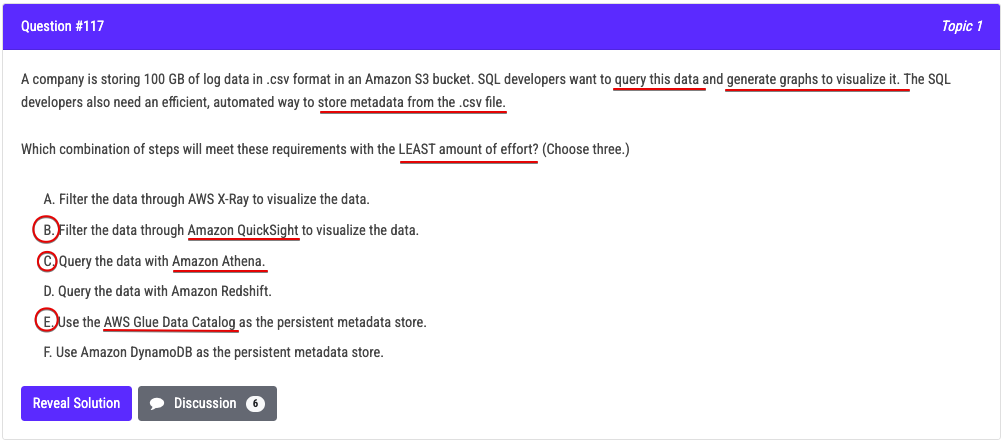 Question #117
Topic 1
A company is storing 100 GB of log data in .csv format in an Amazon S3 bucket. SQL developers want to query this data and generate graphs to visualize it. The SQL
developers also need an efficient, automated way to store metadata from the .csv file.
Which combination of steps will meet these requirements with the LEAST amount of effort? (Choose three.)
A. Filter the data through AWS X-Ray to visualize the data.
B. Filter the data through Amazon QuickSight to visualize the data.
C. Query the data with Amazon Athena.
D. Query the data with Amazon Redshift.
E. Use the AWS Glue Data Catalog as the persistent metadata store.
F. Use Amazon DynamoDB as the persistent metadata store.
Reveal Solution
Discussion 6